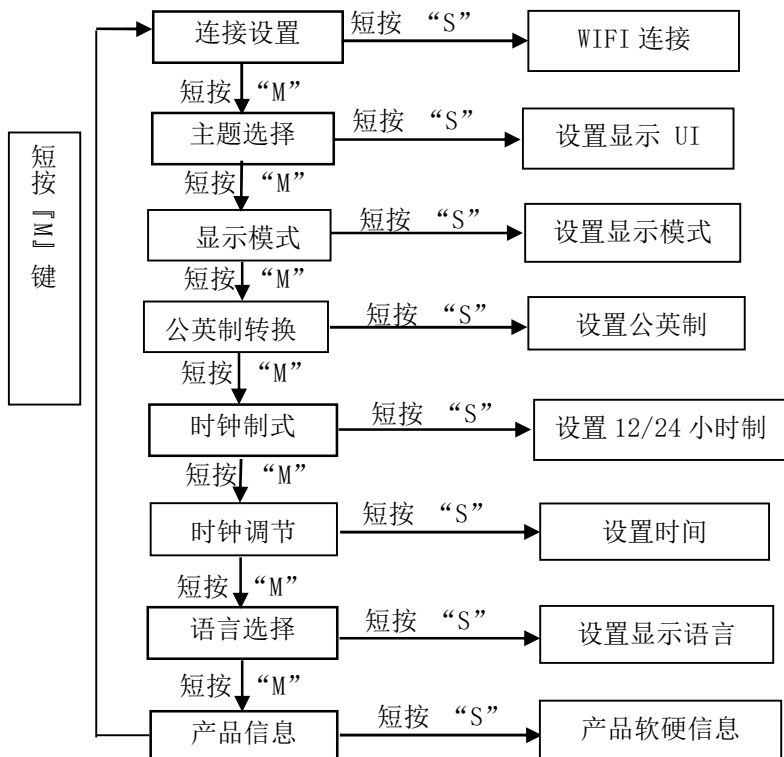 连接设置
短按 “S”
WIFI 连接
短按 “M”
主题选择
短按 “S”
设置显示 UI
短按 “M”
显示模式
短按 “S”
设置显示模式
短按 “M”
公英制转换
短按 “S”
设置公英制
短按 “M”
时钟制式
短按 “S”
设置 12/24 小时制
短按 “M”
时钟调节
短按 “S”
设置时间
短按 “M”
语言选择
短按 “S”
设置显示语言
短按 “M”
产品信息
短按 “S”
产品软硬信息
短按『M』键